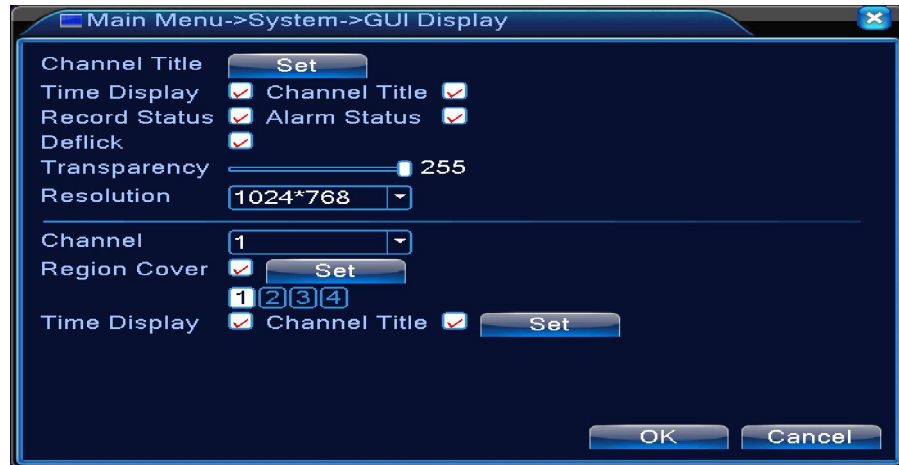 Main Menu->System->GUI Display
Channel Title Set
Time Display Channel Title
Record Status Alarm Status
Deflick
Transparency 255
Resolution 1024*768
Channel 1
Region Cover Set
1 2 3 4
Time Display Channel Title Set
OK Cancel